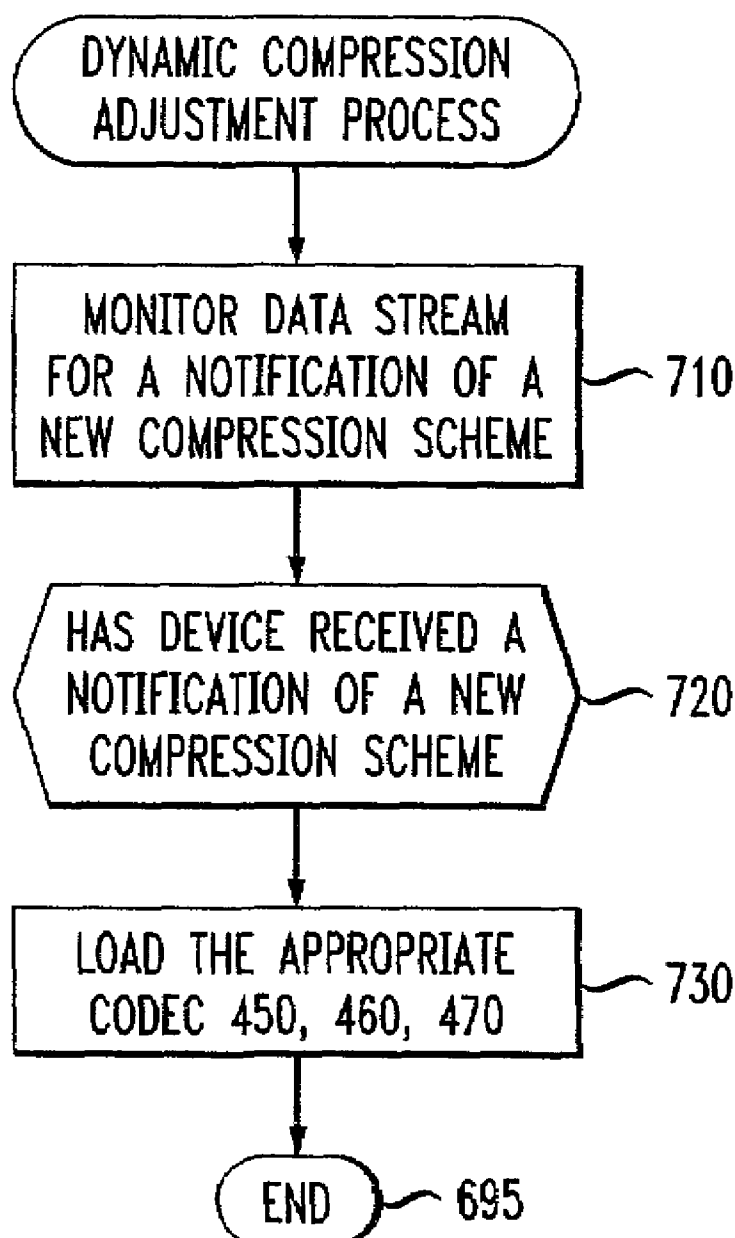 DYNAMIC COMPRESSION
ADJUSTMENT PROCESS
MONITOR DATA STREAM
FOR A NOTIFICATION OF A
NEW COMPRESSION SCHEME
710
HAS DEVICE RECEIVED A
NOTIFICATION OF A NEW
COMPRESSION SCHEME
720
LOAD THE APPROPRIATE
CODEC 450, 460, 470
730
END
695